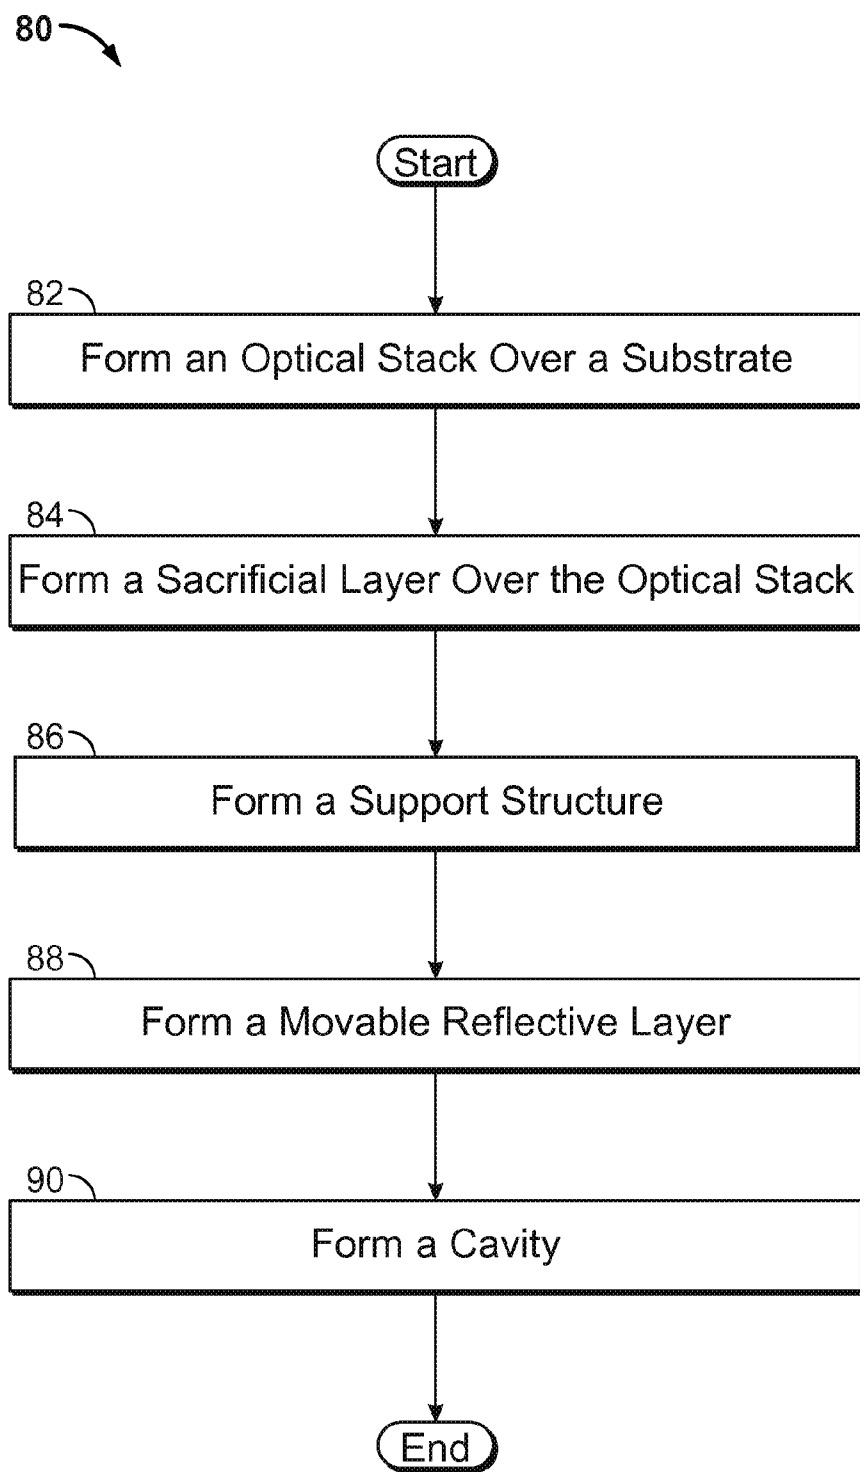 80
Start
82
Form an Optical Stack Over a Substrate
84
Form a Sacrificial Layer Over the Optical Stack
86
Form a Support Structure
88
Form a Movable Reflective Layer
90
Form a Cavity
End